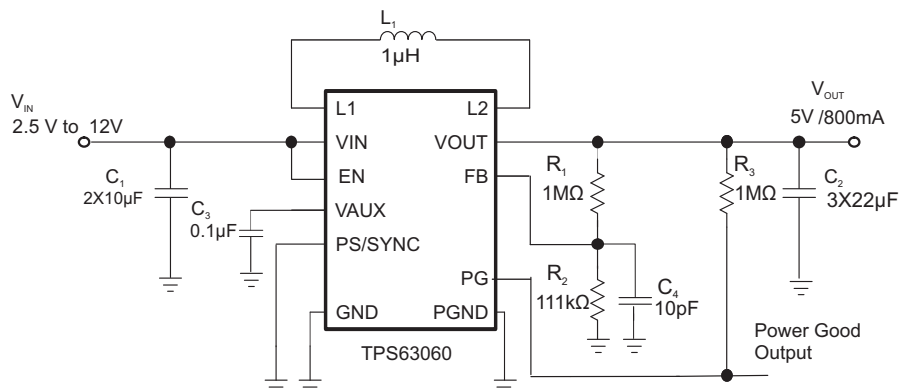 L₁
1µH
V_IN
2.5 V to 12V
V_OUT
5V /800mA
L1 L2
VIN VOUT
EN FB
VAUX
PS/SYNC
PG
GND PGND
TPS63060
C₁
2X10µF
C₃
0.1µF
R₁
1MΩ
R₂
111kΩ
C₄
10pF
R₃
1MΩ
C₂
3X22µF
Power Good
Output